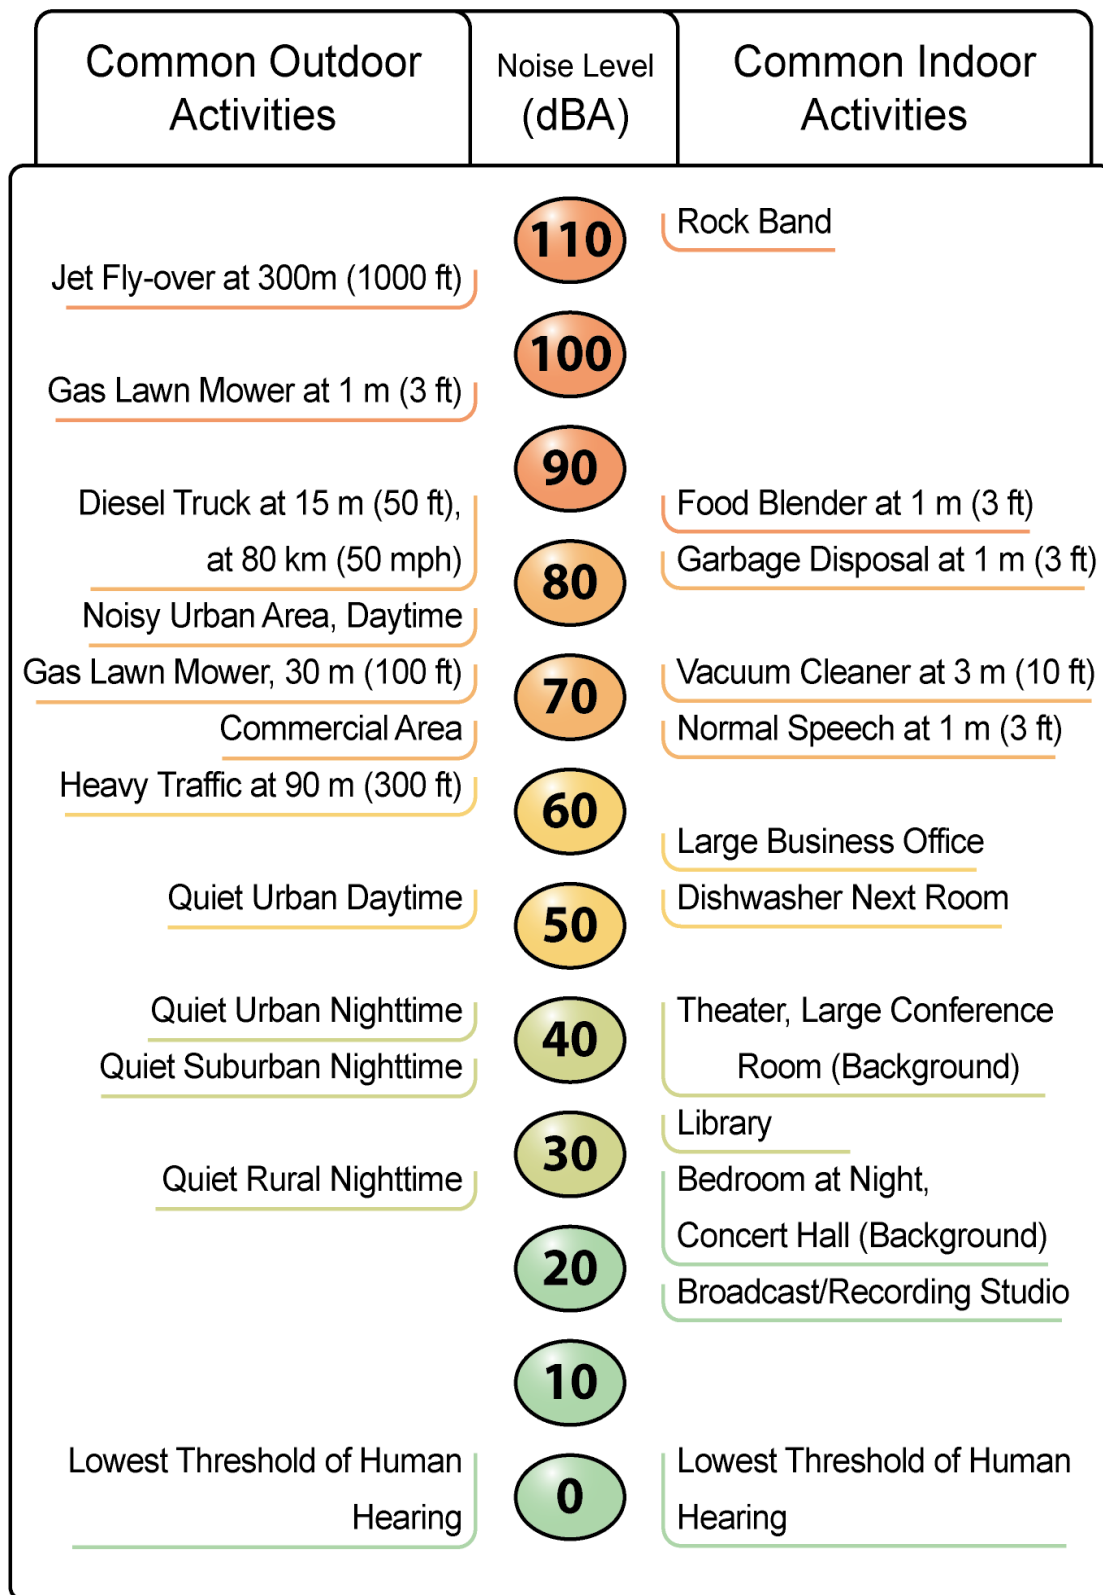 Common Outdoor
Activities
Noise Level
(dBA)
Common Indoor
Activities
110
Rock Band
Jet Fly-over at 300m (1000 ft)
100
Gas Lawn Mower at 1 m (3 ft)
90
Diesel Truck at 15 m (50 ft),
at 80 km (50 mph)
Food Blender at 1 m (3 ft)
80
Garbage Disposal at 1 m (3 ft)
Noisy Urban Area, Daytime
Gas Lawn Mower, 30 m (100 ft)
70
Vacuum Cleaner at 3 m (10 ft)
Commercial Area
Normal Speech at 1 m (3 ft)
Heavy Traffic at 90 m (300 ft)
60
Large Business Office
Quiet Urban Daytime
50
Dishwasher Next Room
Quiet Urban Nighttime
40
Theater, Large Conference
Room (Background)
Quiet Suburban Nighttime
30
Library
Quiet Rural Nighttime
Bedroom at Night,
Concert Hall (Background)
20
Broadcast/Recording Studio
10
Lowest Threshold of Human
Hearing
0
Lowest Threshold of Human
Hearing